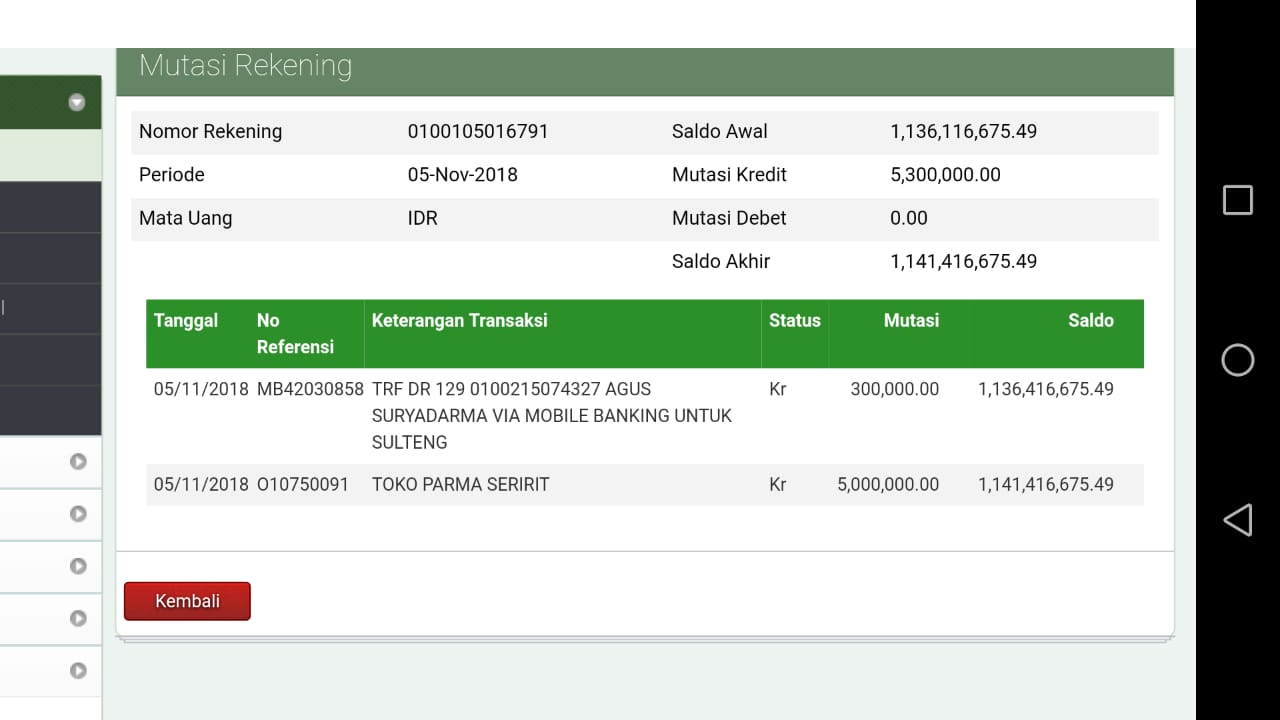 Mutasi Rekening
Nomor Rekening 0100105016791 Saldo Awal 1,136,116,675.49
Periode 05-Nov-2018 Mutasi Kredit 5,300,000.00
Mata Uang IDR Mutasi Debet 0.00
Saldo Akhir 1,141,416,675.49
Tanggal No Keterangan Transaksi Status Mutasi Saldo
Referensi
05/11/2018 MB42030858 TRF DR 129 0100215074327 AGUS Kr 300,000.00 1,136,416,675.49
SURYADARMA VIA MOBILE BANKING UNTUK
SULTENG
05/11/2018 O10750091 TOKO PARMA SERIRIT Kr 5,000,000.00 1,141,416,675.49
Kembali